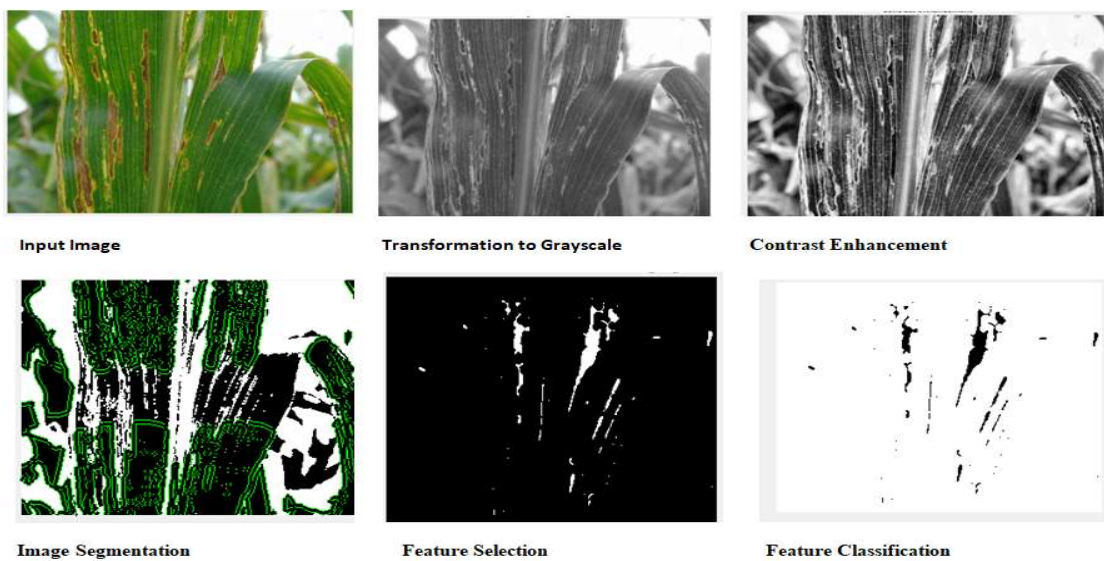 Input Image
Transformation to Grayscale
Contrast Enhancement
Image Segmentation
Feature Selection
Feature Classification